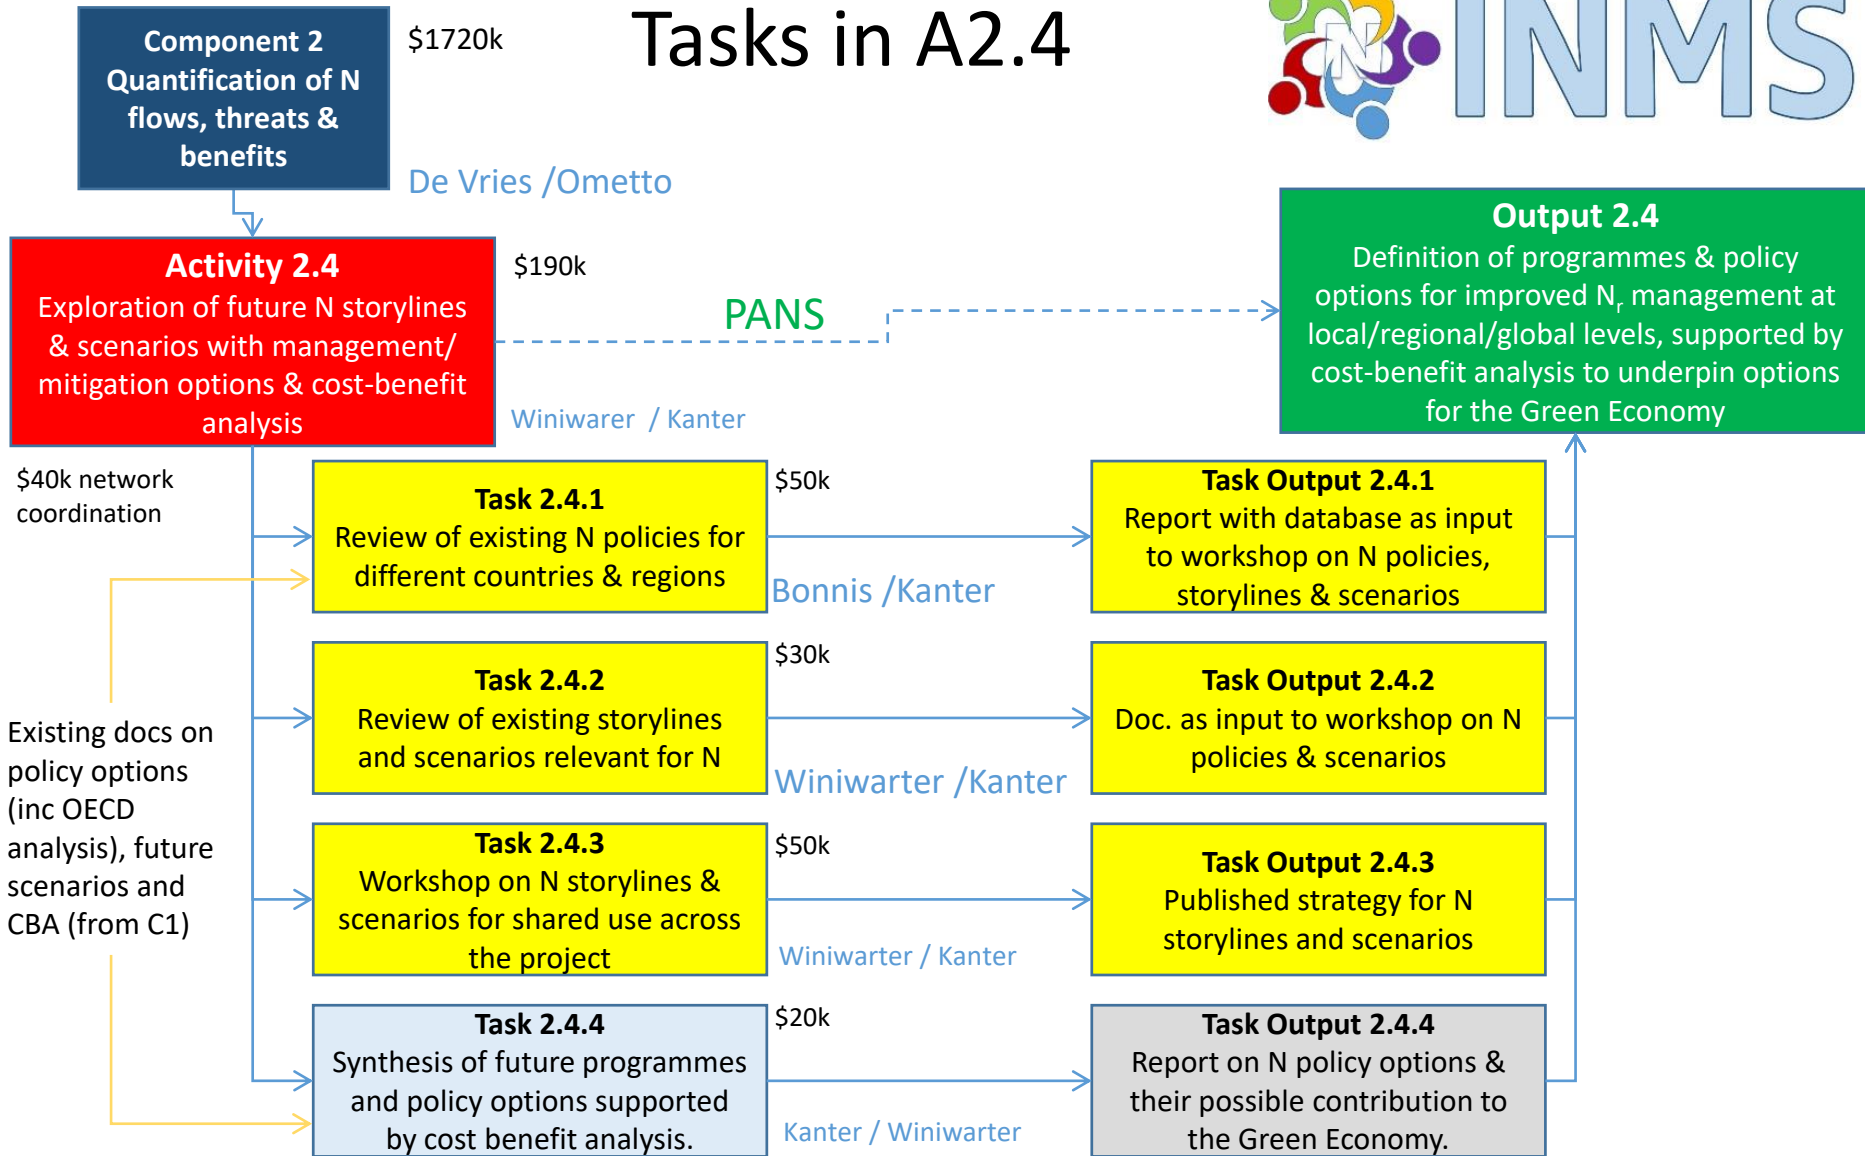 Tasks in A2.4
INMS
N
Component 2
Quantification of N
flows, threats &
benefits
$1720k
De Vries /Ometto
Activity 2.4
Exploration of future N storylines
& scenarios with management/
mitigation options & cost-benefit
analysis
$190k
PANS
Winiwarer / Kanter
Output 2.4
Definition of programmes & policy
options for improved Nr management at
local/regional/global levels, supported by
cost-benefit analysis to underpin options
for the Green Economy
$40k network
coordination
Task 2.4.1
Review of existing N policies for
different countries & regions
$50k
Bonnis /Kanter
Task Output 2.4.1
Report with database as input
to workshop on N policies,
storylines & scenarios
Task 2.4.2
Review of existing storylines
and scenarios relevant for N
$30k
Winiwarter /Kanter
Task Output 2.4.2
Doc. as input to workshop on N
policies & scenarios
Existing docs on
policy options
(inc OECD
analysis), future
scenarios and
CBA (from C1)
Task 2.4.3
Workshop on N storylines &
scenarios for shared use across
the project
$50k
Winiwarter / Kanter
Task Output 2.4.3
Published strategy for N
storylines and scenarios
Task 2.4.4
Synthesis of future programmes
and policy options supported
by cost benefit analysis.
$20k
Kanter / Winiwarter
Task Output 2.4.4
Report on N policy options &
their possible contribution to
the Green Economy.